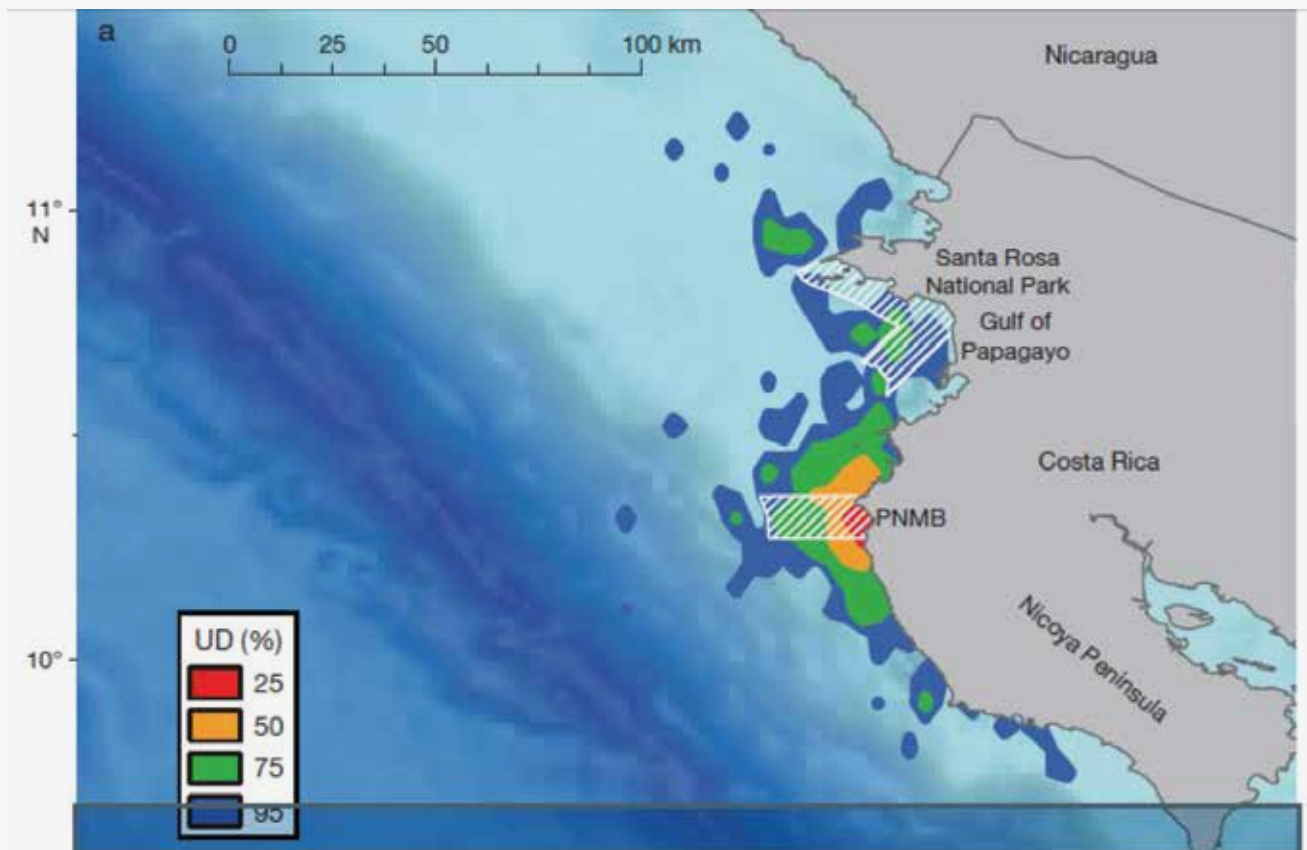 a
0 25 50 100 km
Nicaragua
11°
N
Santa Rosa
National Park
Gulf of
Papagayo
Costa Rica
PNMB
Nicoya Peninsula
10°
UD (%)
25
50
75
95